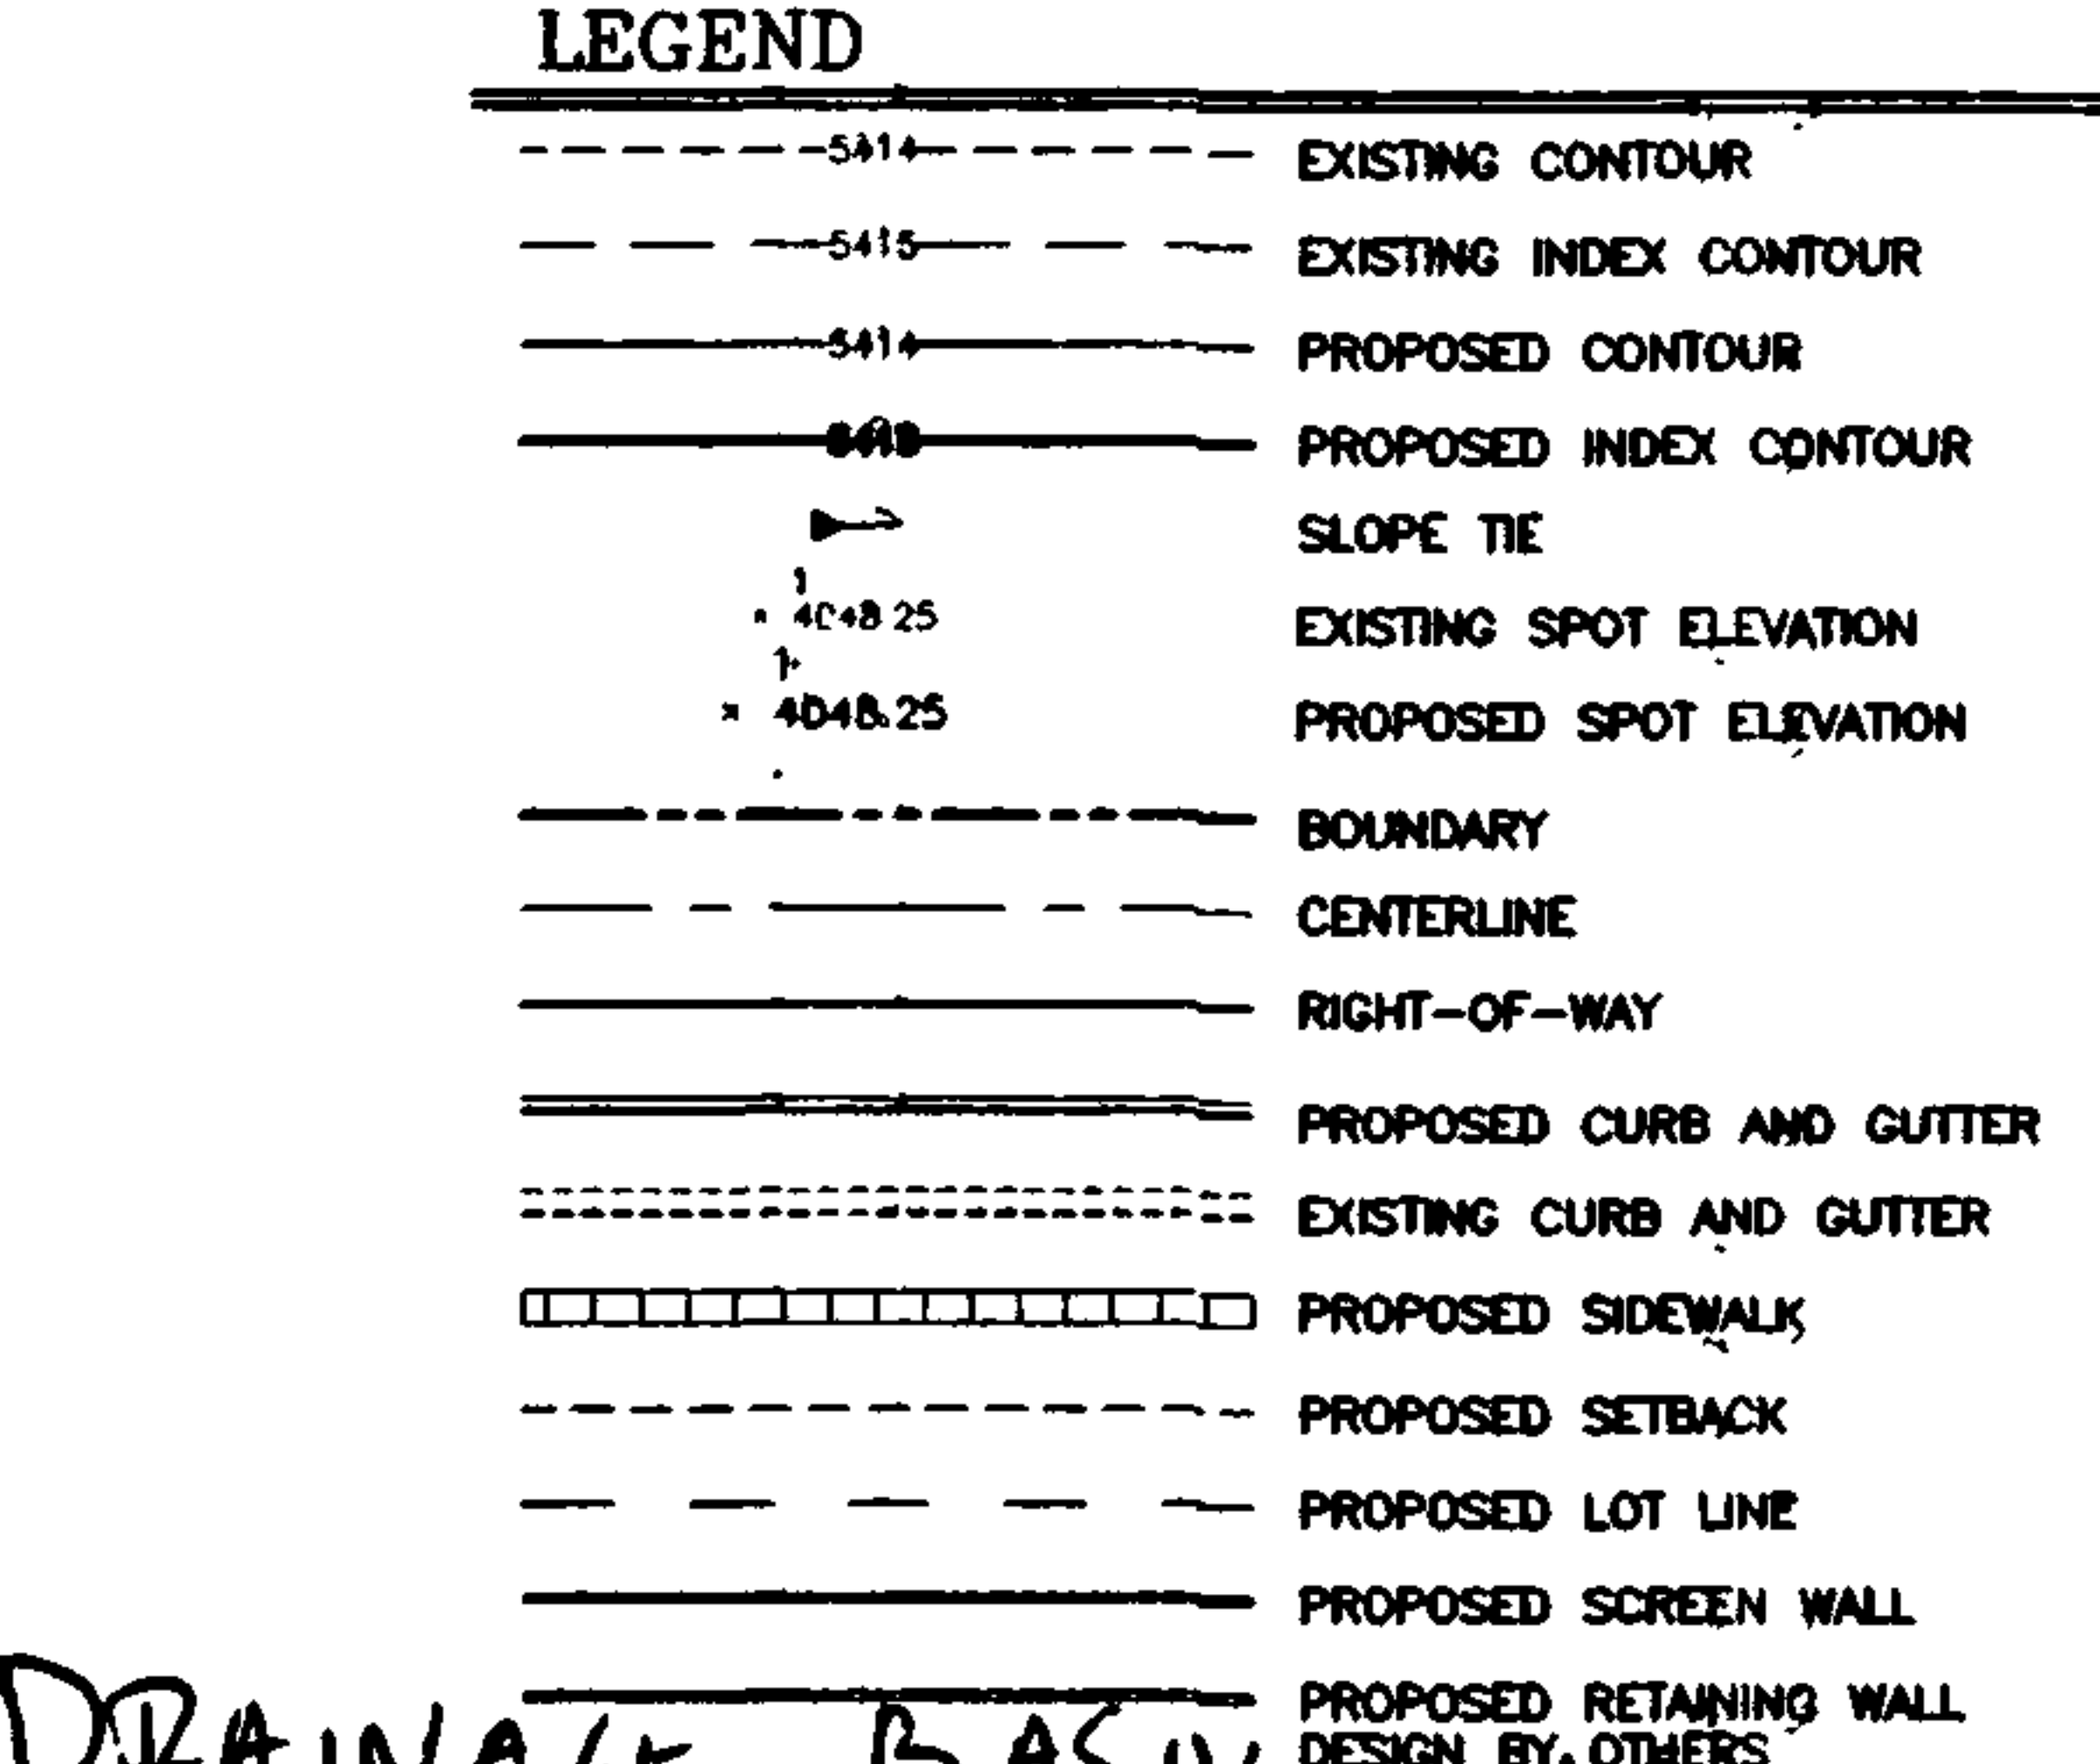 LEGEND
5414 EXISTING CONTOUR
5415 EXISTING INDEX CONTOUR
5414 PROPOSED CONTOUR
PROPOSED INDEX CONTOUR
SLOPE TIE
4048.25 EXISTING SPOT ELEVATION
4048.25 PROPOSED SPOT ELEVATION
BOUNDARY
CENTERLINE
RIGHT-OF-WAY
PROPOSED CURB AND GUTTER
EXISTING CURB AND GUTTER
PROPOSED SIDEWALK
PROPOSED SETBACK
PROPOSED LOT LINE
PROPOSED SCREEN WALL
PROPOSED RETAINING WALL
DESIGN BY OTHERS
DRAINAGE BASIN